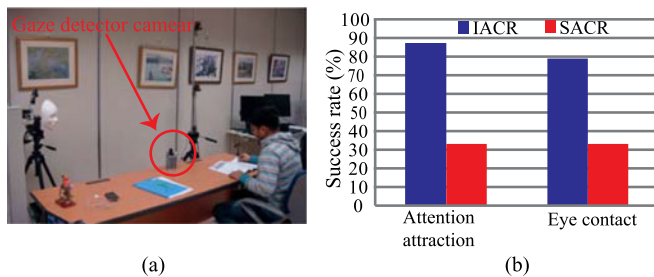 Gaze detector camear
(a)
IACR SACR
Success rate (%)
100
90
80
70
60
50
40
30
20
10
0
Attention
attraction
Eye contact
(b)